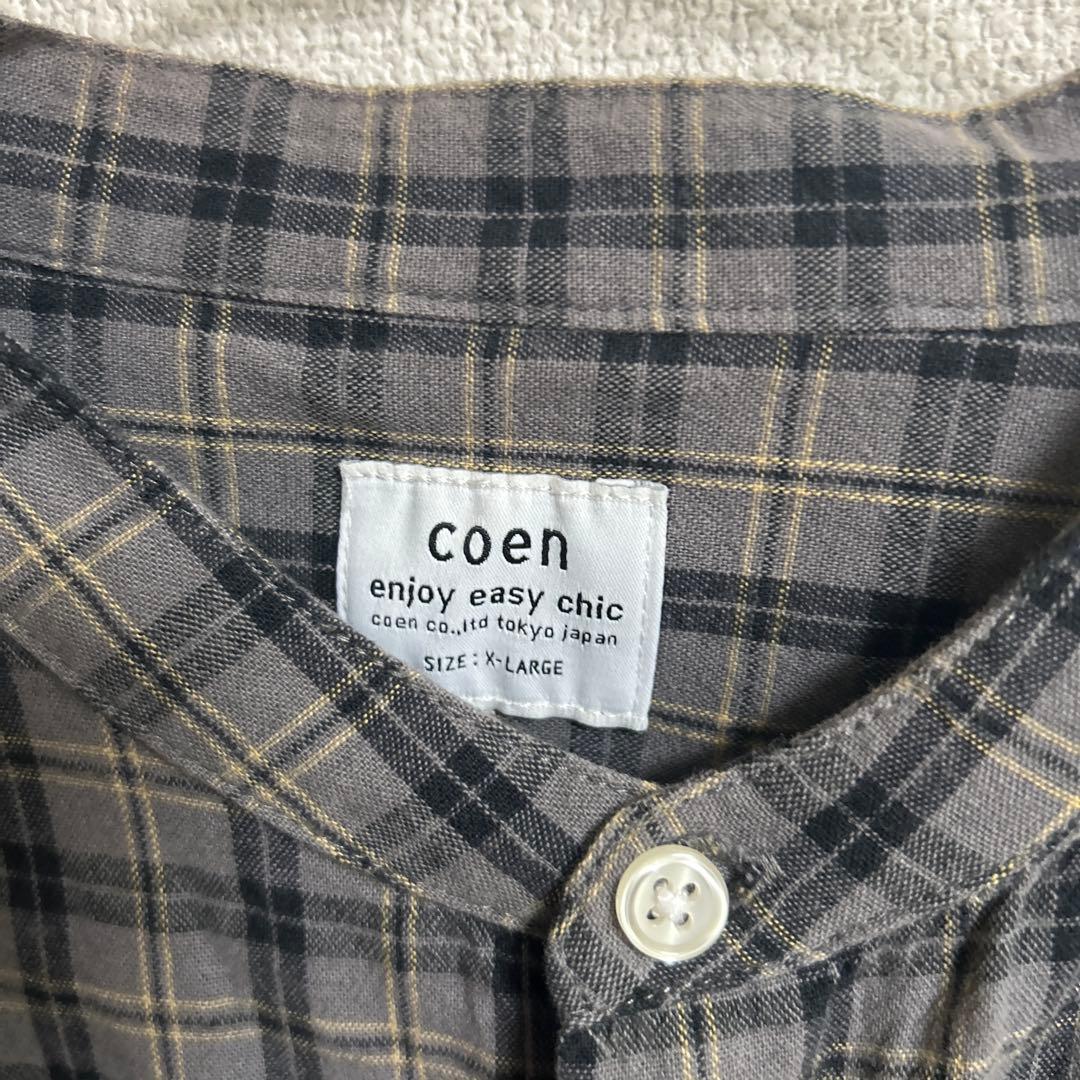 coen
enjoy easy chic
coen co.,ltd tokyo japan
SIZE: X-LARGE